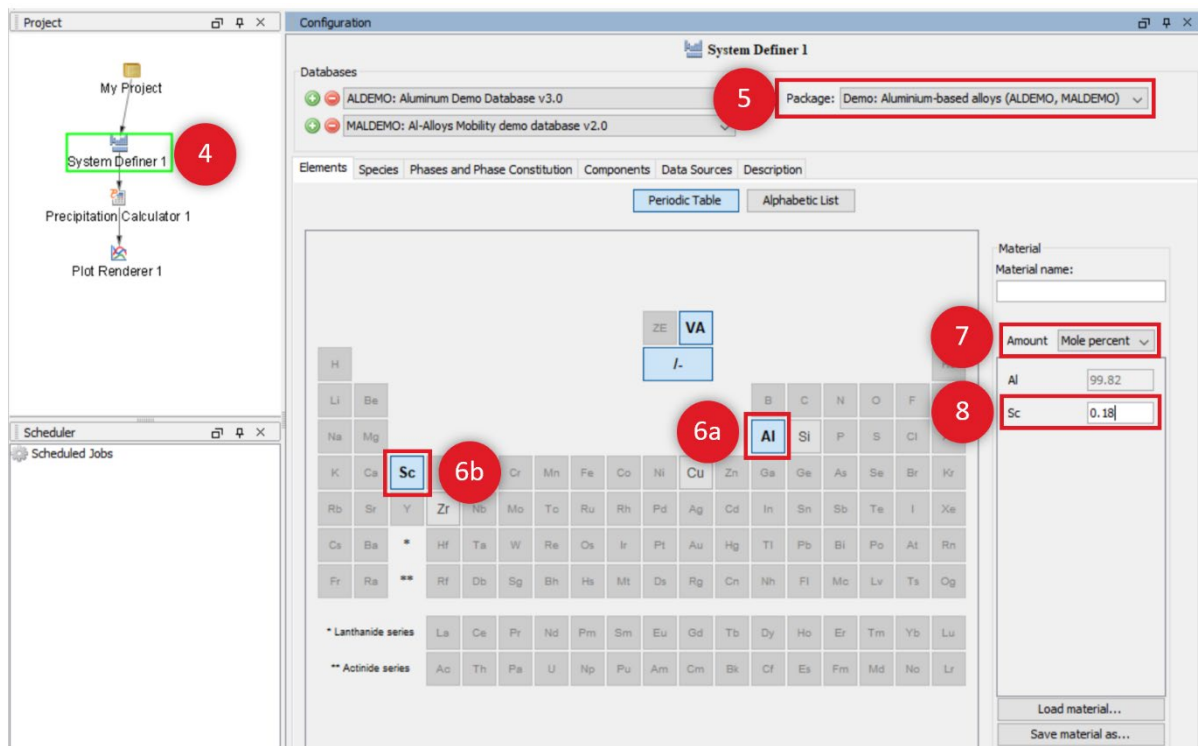 Project
My Project
System Definer 1
4
Precipitation Calculator 1
Plot Renderer 1
Scheduler
Scheduled Jobs
Configuration
System Definer 1
Databases
ALDEMO: Aluminum Demo Database v3.0
5
Package: Demo: Aluminium-based alloys (ALDEMO, MALDEMO)
MALDEMO: Al-Alloys Mobility demo database v2.0
Elements Species Phases and Phase Constitution Components Data Sources Description
Periodic Table Alphabetic List
ZE VA
H /-
Li Be B C N O F
Na Mg 6a Al Si P S Cl
K Ca Sc 6b Cr Mn Fe Co Ni Cu Zn Ga Ge As Se Br Kr
Rb Sr Y Zr Nb Mo Tc Ru Rh Pd Ag Cd In Sn Sb Te I Xe
Cs Ba * Hf Ta W Re Os Ir Pt Au Hg Tl Pb Bi Po At Rn
Fr Ra ** Rf Db Sg Bh Hs Mt Ds Rg Cn Nh Fl Mc Lv Ts Og
* Lanthanide series La Ce Pr Nd Pm Sm Eu Gd Tb Dy Ho Er Tm Yb Lu
** Actinide series Ac Th Pa U Np Pu Am Cm Bk Cf Es Fm Md No Lr
Material
Material name:
7
Amount Mole percent
Al 99.82
8
Sc 0.18
Load material...
Save material as...